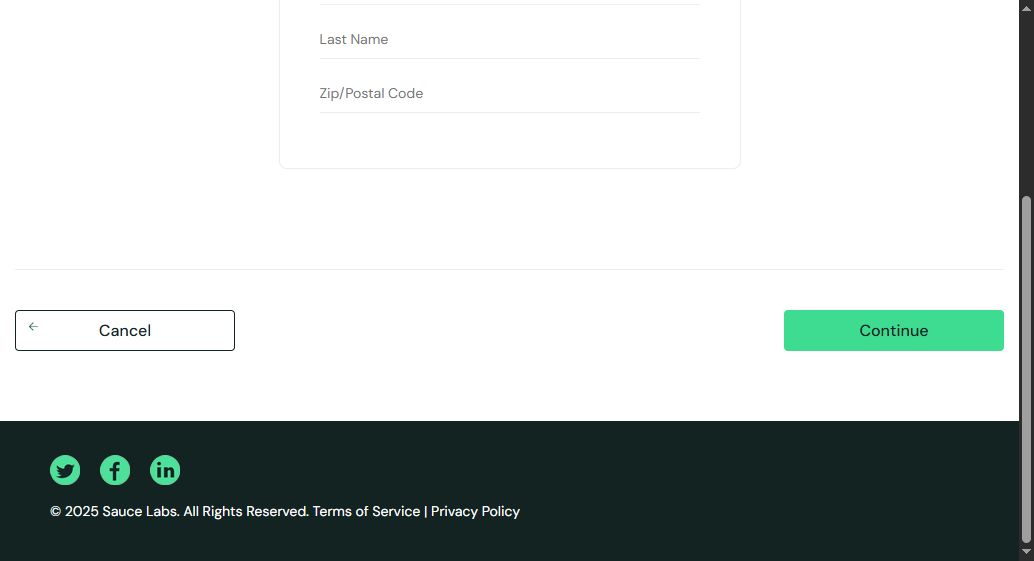 Last Name
Zip/Postal Code
Cancel
Continue
© 2025 Sauce Labs. All Rights Reserved. Terms of Service | Privacy Policy